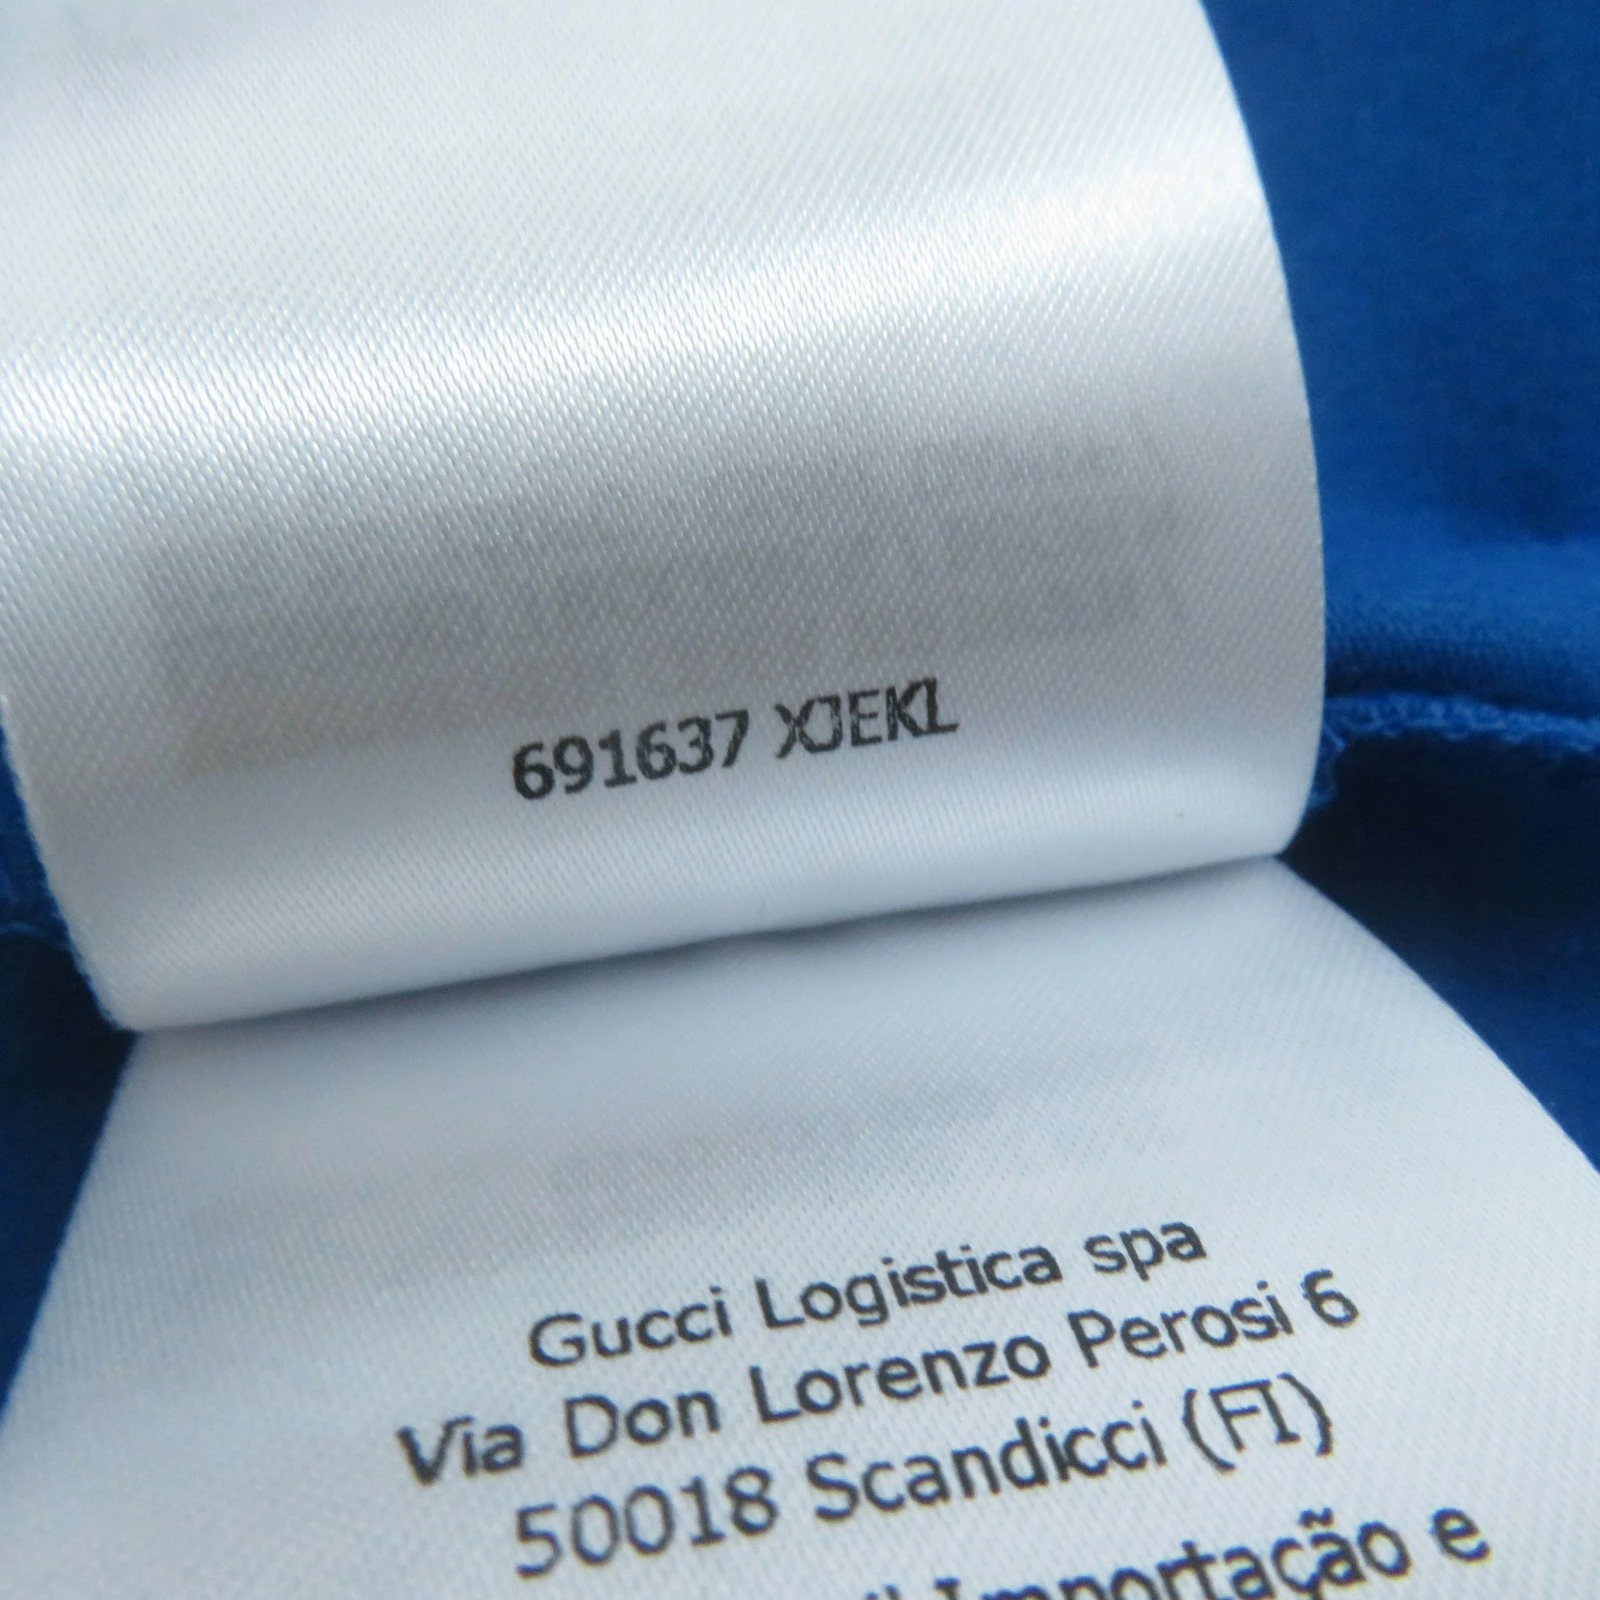 691637 XJEKL
Gucci Logistica spa
Via Don Lorenzo Perosi 6
50018 Scandicci (FI)
Importação e